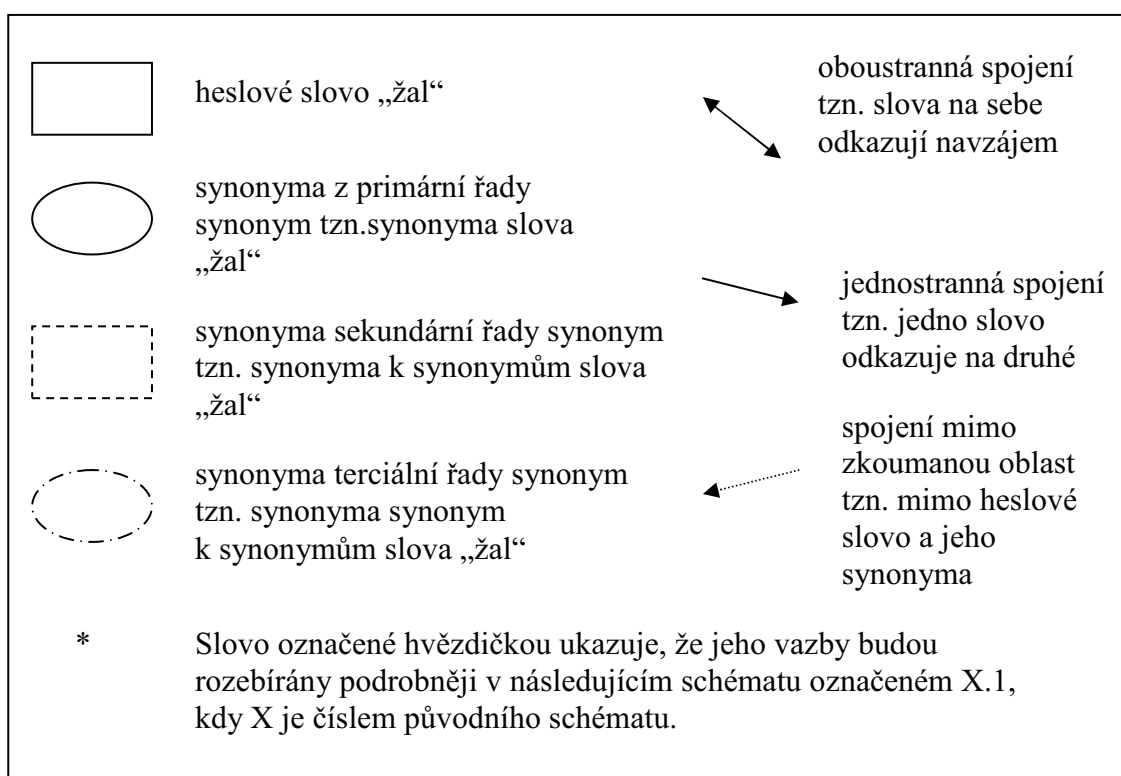 heslové slovo „žal“
synonyma z primární řady
synonym tzn.synonyma slova
„žal“
synonyma sekundární řady synonym
tzn. synonyma k synonymům slova
„žal“
synonyma terciální řady synonym
tzn. synonyma synonym
k synonymům slova „žal“
oboustranná spojení
tzn. slova na sebe
odkazují navzájem
jednostranná spojení
tzn. jedno slovo
odkazuje na druhé
spojení mimo
zkoumanou oblast
tzn. mimo heslové
slovo a jeho
synonyma
* Slovo označené hvězdičkou ukazuje, že jeho vazby budou
rozebírány podrobněji v následujícím schématu označeném X.1,
kdy X je číslem původního schématu.